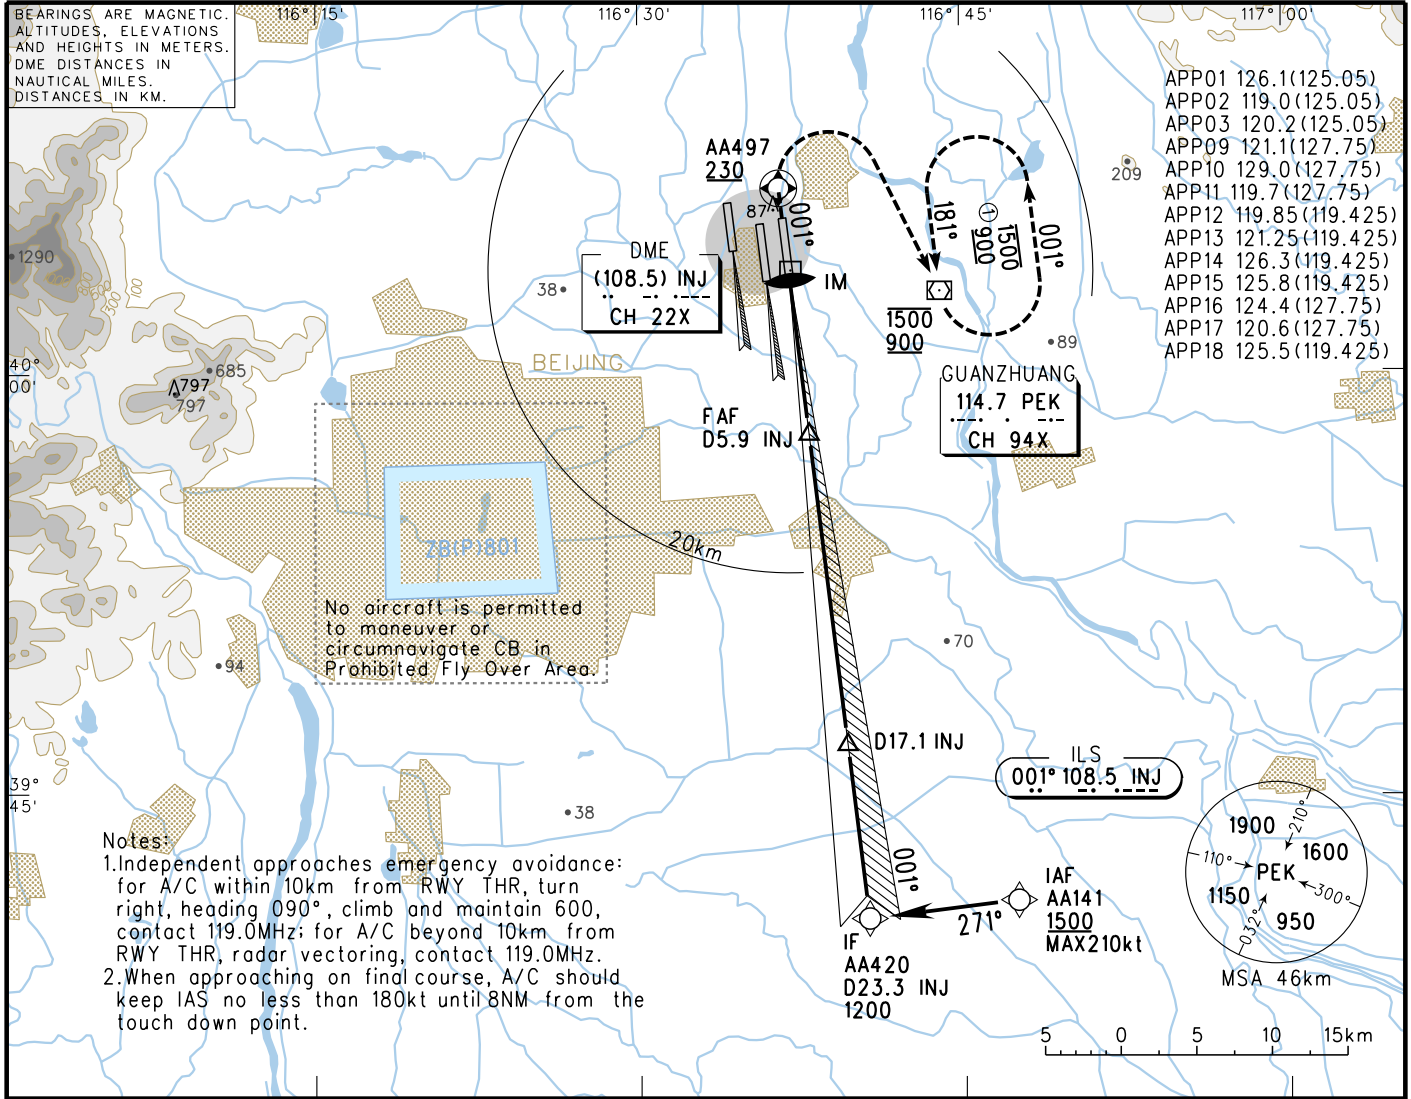 BEARINGS ARE MAGNETIC.
ALTITUDES, ELEVATIONS
AND HEIGHTS IN METERS.
DME DISTANCES IN
NAUTICAL MILES.
DISTANCES IN KM.
116° 15'
116° 30'
116° 45'
117° 00'
APP01 126.1(125.05)
APP02 119.0(125.05)
APP03 120.2(125.05)
APP09 121.1(127.75)
APP10 129.0(127.75)
APP11 119.7(127.75)
APP12 119.85(119.425)
APP13 121.25(119.425)
APP14 126.3(119.425)
APP15 125.8(119.425)
APP16 124.4(127.75)
APP17 120.6(127.75)
APP18 125.5(119.425)
209
AA497
230
87
001°
181°
1
1500
900
001°
1290
600
300
100
DME
(108.5) INJ
CH 22X
38
IM
1500
900
89
40°
00'
685
797
797
BEIJING
GUANZHUANG
114.7 PEK
CH 94X
FAF
D5.9 INJ
20km
ZB(P)801
No aircraft is permitted
to maneuver or
circumnavigate CB in
Prohibited Fly Over Area.
94
70
D17.1 INJ
ILS
001° 108.5 INJ
39°
45'
38
Notes:
1.Independent approaches emergency avoidance:
for A/C within 10km from RWY THR, turn
right, heading 090°, climb and maintain 600,
contact 119.0MHz; for A/C beyond 10km from
RWY THR, radar vectoring, contact 119.0MHz.
2.When approaching on final course, A/C should
keep IAS no less than 180kt until 8NM from the
touch down point.
001°
271°
IAF
AA141
1500
MAX210kt
IF
AA420
D23.3 INJ
1200
1900
210°
1600
110°
PEK
300°
1150
032°
950
MSA 46km
5 0 5 10 15km